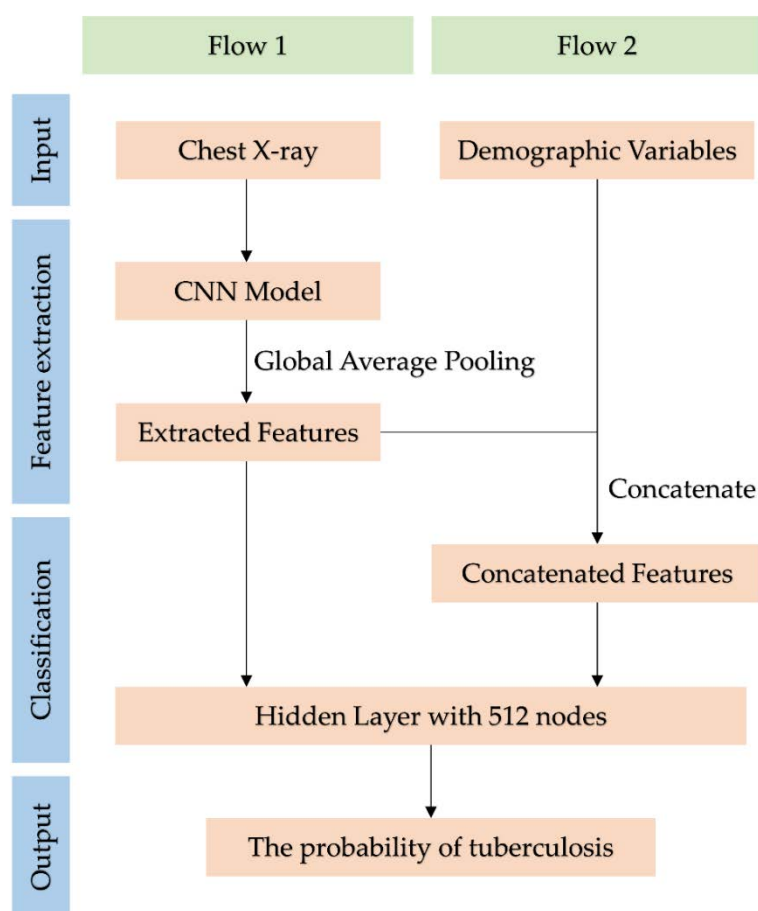 Flow 1
Flow 2
Input
Chest X-ray
Demographic Variables
Feature extraction
CNN Model
Global Average Pooling
Extracted Features
Concatenate
Classification
Concatenated Features
Hidden Layer with 512 nodes
Output
The probability of tuberculosis